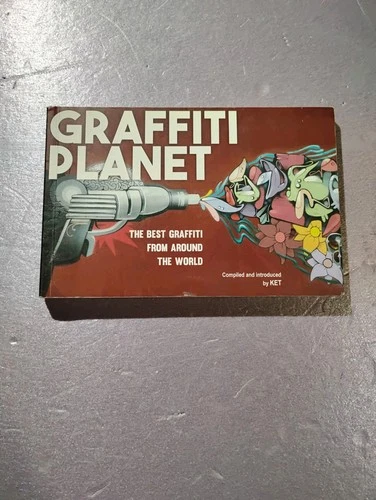 GRAFFITI
PLANET
THE BEST GRAFFITI
FROM AROUND
THE WORLD
Compiled and introduced
by KET